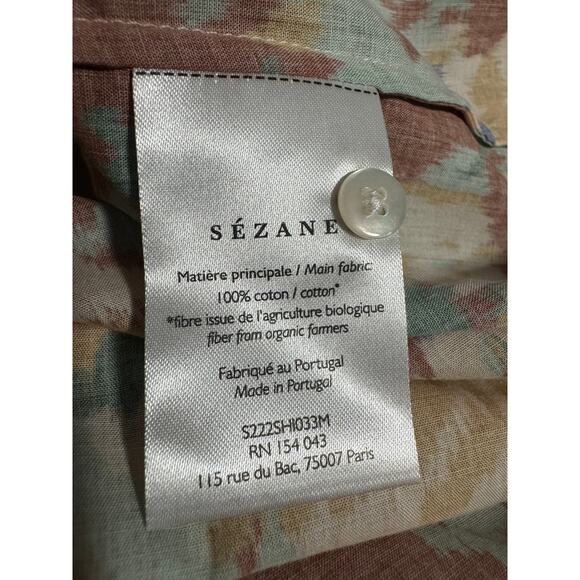 SÉZANE
Matière principale / Main fabric:
100% coton / cotton*
*fibre issue de l'agriculture biologique
fiber from organic farmers
Fabriqué au Portugal
Made in Portugal
S222SHI033M
RN 154 043
115 rue du Bac, 75007 Paris